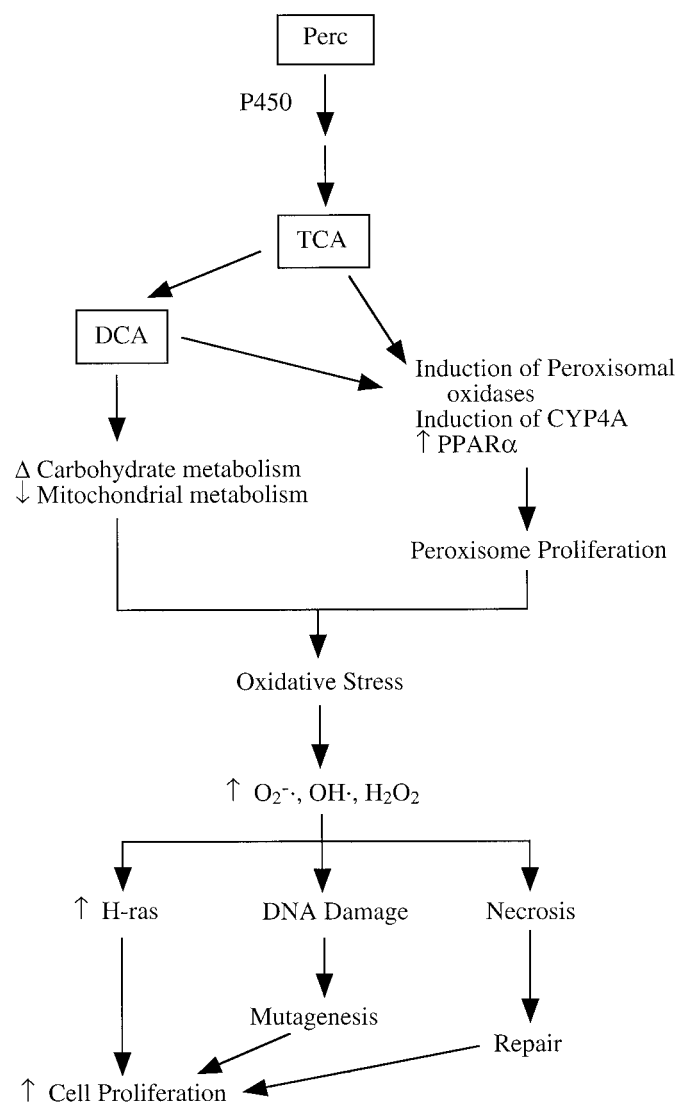 Perc
P450
TCA
DCA
Induction of Peroxisomal
oxidases
Induction of CYP4A
↑ PPARα
Δ Carbohydrate metabolism
↓ Mitochondrial metabolism
Peroxisome Proliferation
Oxidative Stress
↑ O₂⁻·, OH·, H₂O₂
↑ H-ras
DNA Damage
Necrosis
Mutagenesis
Repair
↑ Cell Proliferation